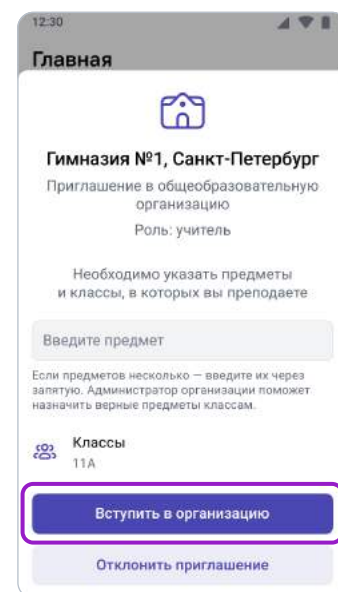 12:30
Главная
Гимназия №1, Санкт-Петербург
Приглашение в общеобразовательную
организацию
Роль: учитель
Необходимо указать предметы
и классы, в которых вы преподаете
Введите предмет
Если предметов несколько — введите их через
запятую. Администратор организации поможет
назначить верные предметы классам.
Классы
11А
Вступить в организацию
Отклонить приглашение